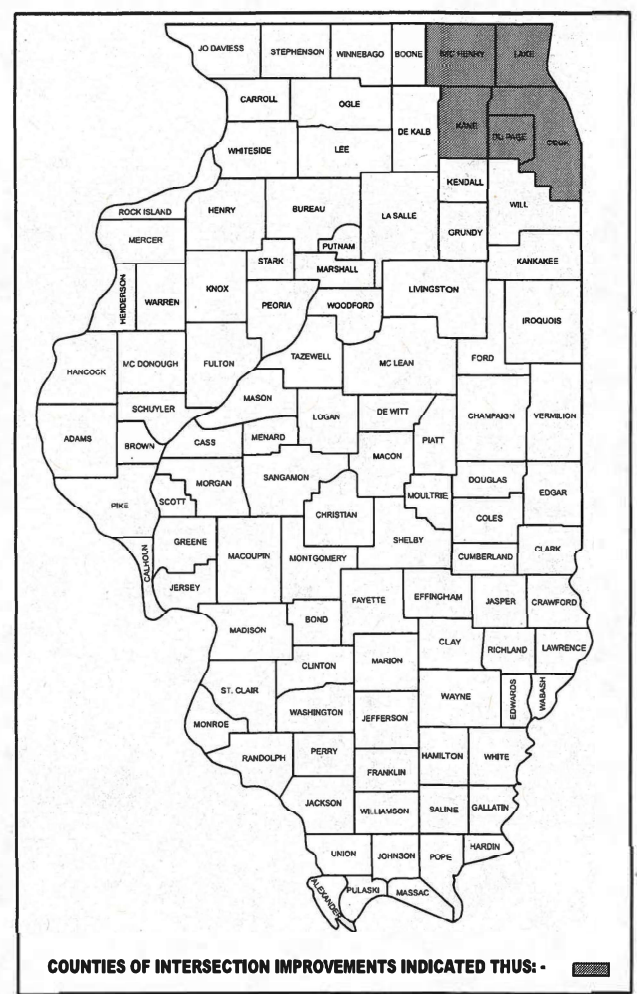 JO DAVIESS STEPHENSON WINNEBAGO BOONE MC HENRY LAKE
CARROLL OGLE DE KALB KANE DU PAGE COOK
WHITESIDE LEE
KENDALL WILL
ROCK ISLAND HENRY BUREAU LA SALLE GRUNDY
MERCER PUTNAM
STARK MARSHALL KANKAKEE
HENDERSON WARREN KNOX PEORIA WOODFORD LIVINGSTON IROQUOIS
HANCOCK MC DONOUGH FULTON TAZEWELL MC LEAN FORD
MASON
SCHUYLER LOGAN DE WITT CHAMPAIGN VERMILION
ADAMS BROWN CASS MENARD MACON PIATT
MORGAN SANGAMON DOUGLAS
PIKE SCOTT CHRISTIAN MOULTRIE EDGAR
COLES
GREENE MACOUPIN MONTGOMERY SHELBY
CALHOUN CUMBERLAND CLARK
JERSEY FAYETTE EFFINGHAM JASPER CRAWFORD
MADISON BOND
CLAY RICHLAND LAWRENCE
CLINTON MARION
ST. CLAIR WAYNE EDWARDS WABASH
MONROE WASHINGTON JEFFERSON
RANDOLPH PERRY HAMILTON WHITE
FRANKLIN
JACKSON WILLIAMSON SALINE GALLATIN
UNION JOHNSON POPE HARDIN
ALEXANDER PULASKI MASSAC
COUNTIES OF INTERSECTION IMPROVEMENTS INDICATED THUS: -